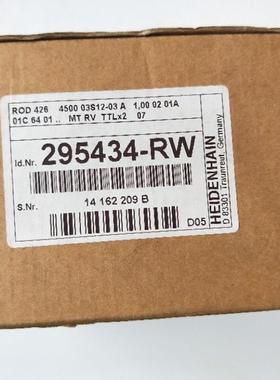 ROD 426 4500 03S12-03 A 1,00 02 01A
01C 64 01 .. MT RV TTLx2 07
Id.Nr. 295434-RW
S.Nr. 14 162 209 B
D05
HEIDENHAIN
D 83301 Traunreut, Germany